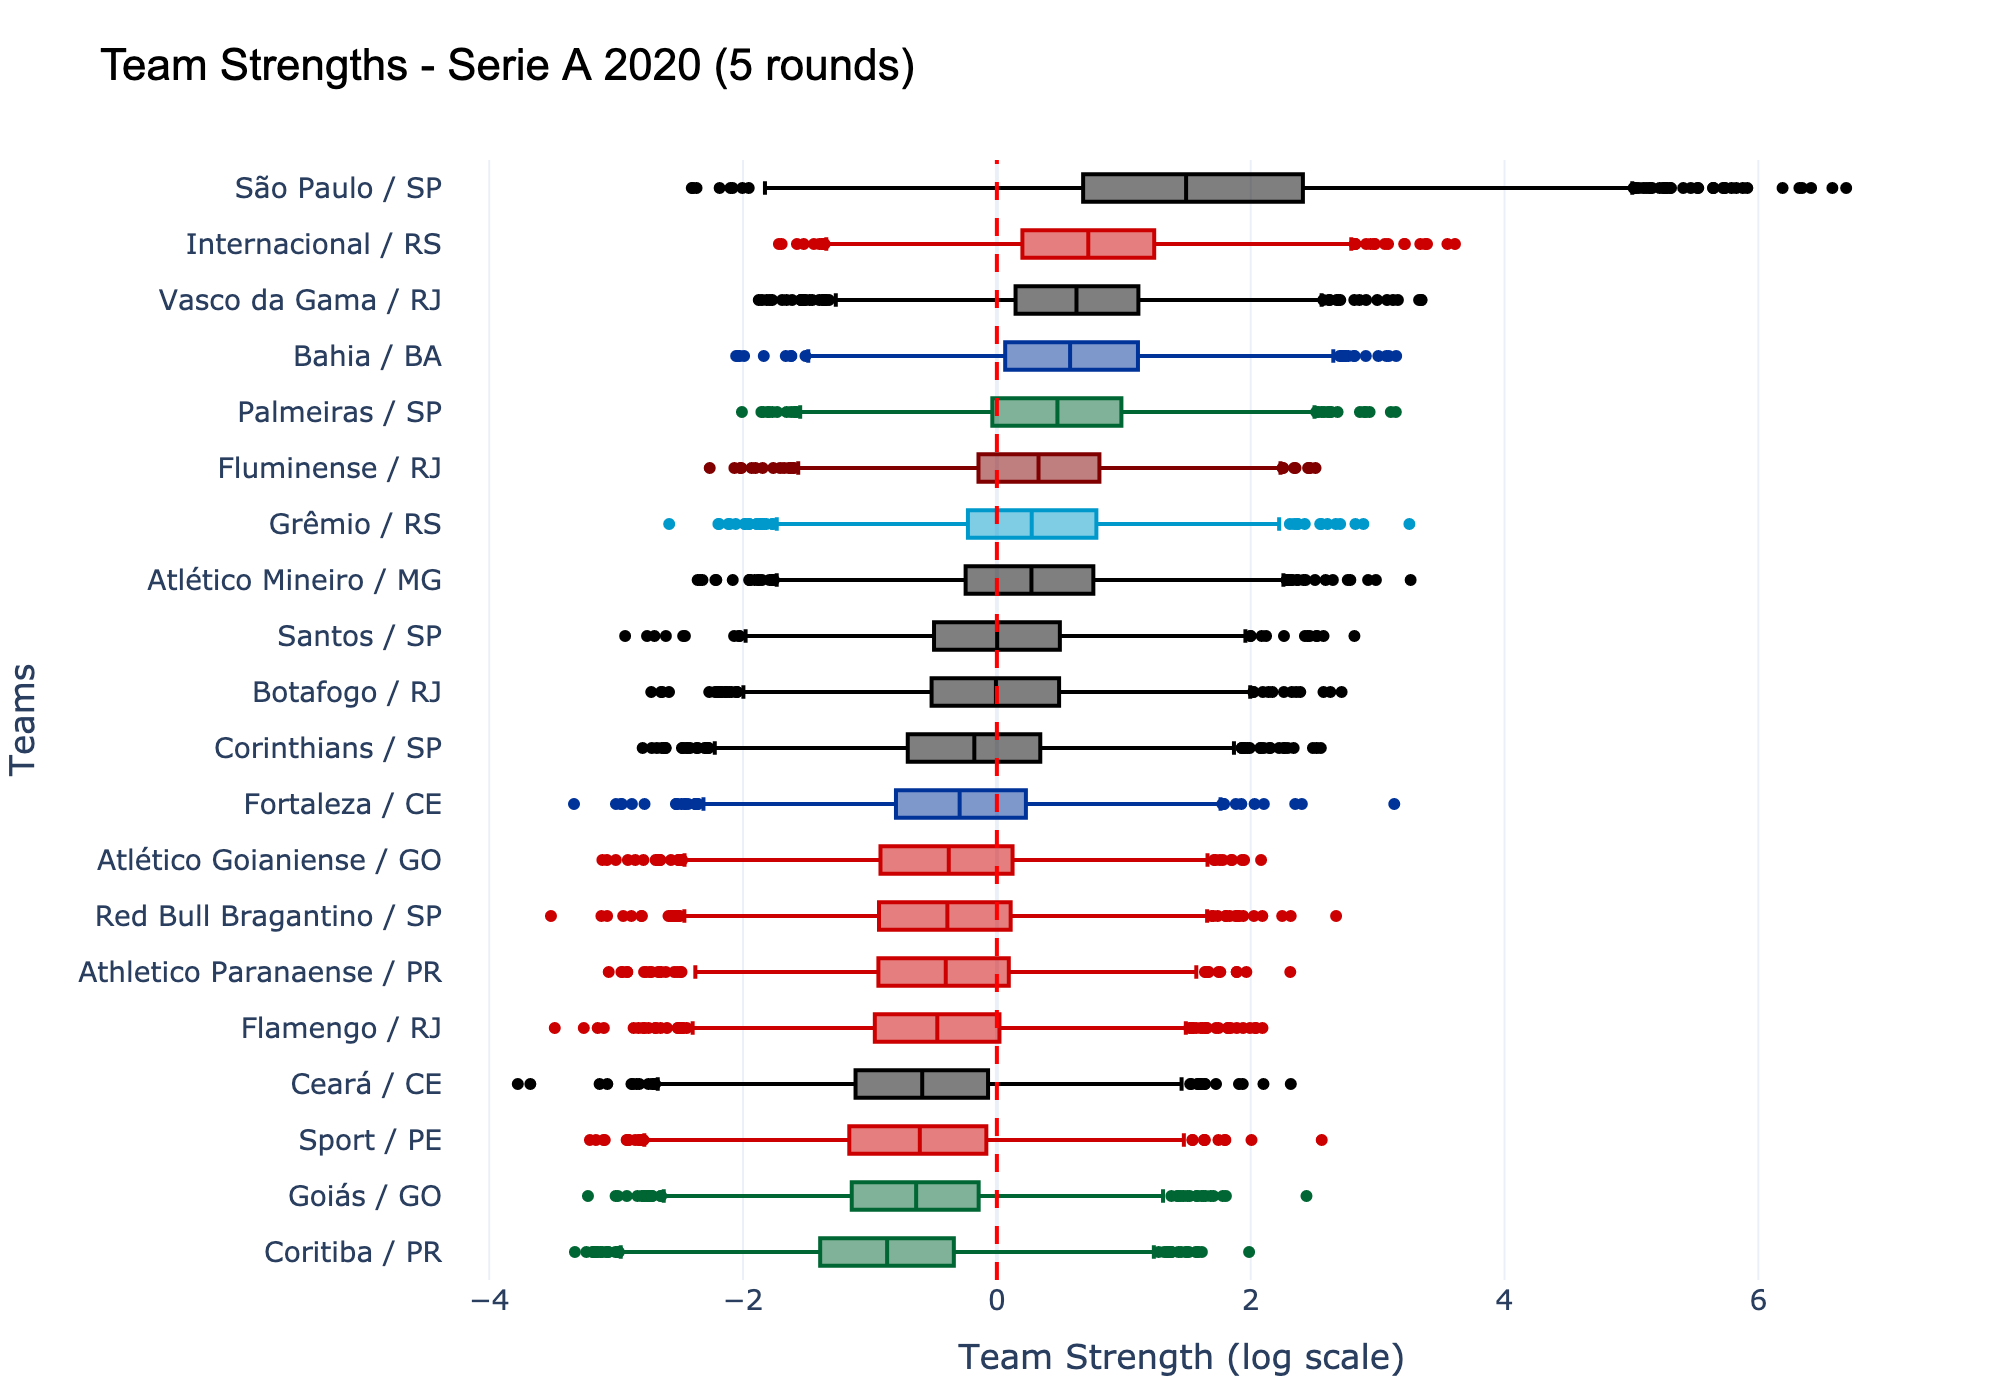 Team Strengths - Serie A 2020 (5 rounds)
São Paulo / SP
Internacional / RS
Vasco da Gama / RJ
Bahia / BA
Palmeiras / SP
Fluminense / RJ
Grêmio / RS
Atlético Mineiro / MG
Santos / SP
Botafogo / RJ
Corinthians / SP
Fortaleza / CE
Atlético Goianiense / GO
Red Bull Bragantino / SP
Athletico Paranaense / PR
Flamengo / RJ
Ceará / CE
Sport / PE
Goiás / GO
Coritiba / PR
Teams
−4 −2 0 2 4 6
Team Strength (log scale)